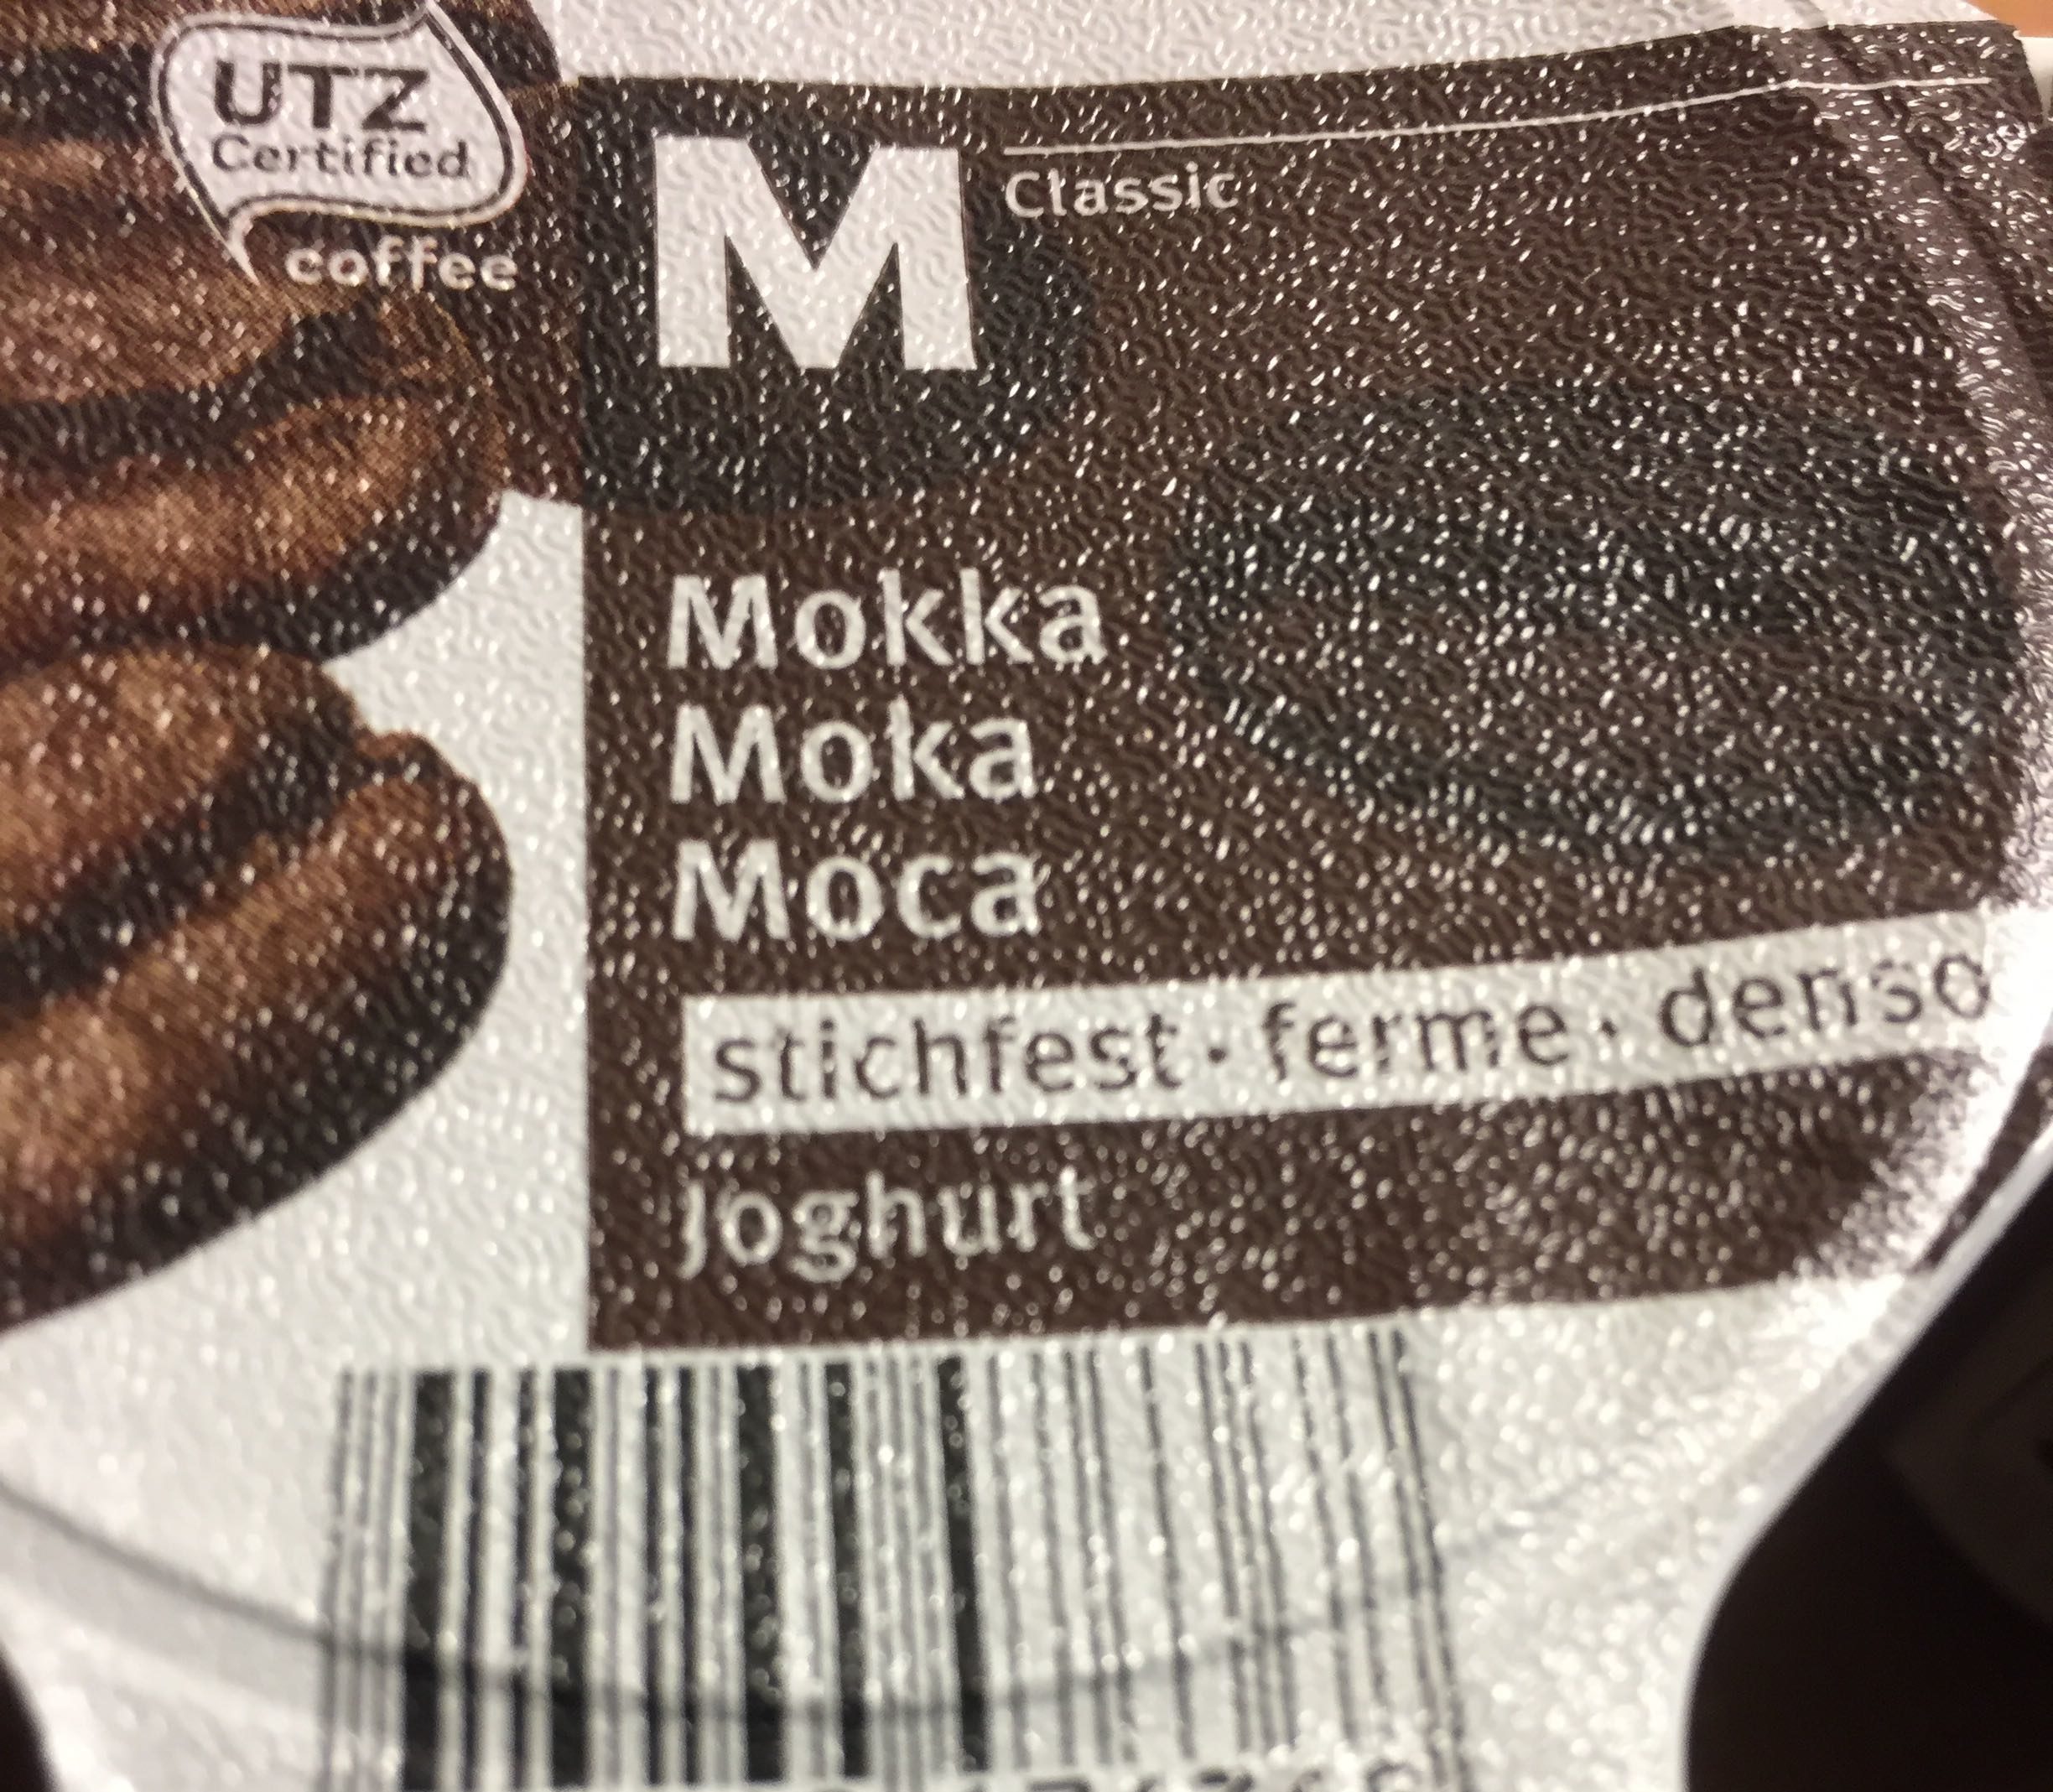 UTZ
Certified
coffee
M
Classic
Mokka
Moka
Moca
stichfest · ferme · denso
Joghurt